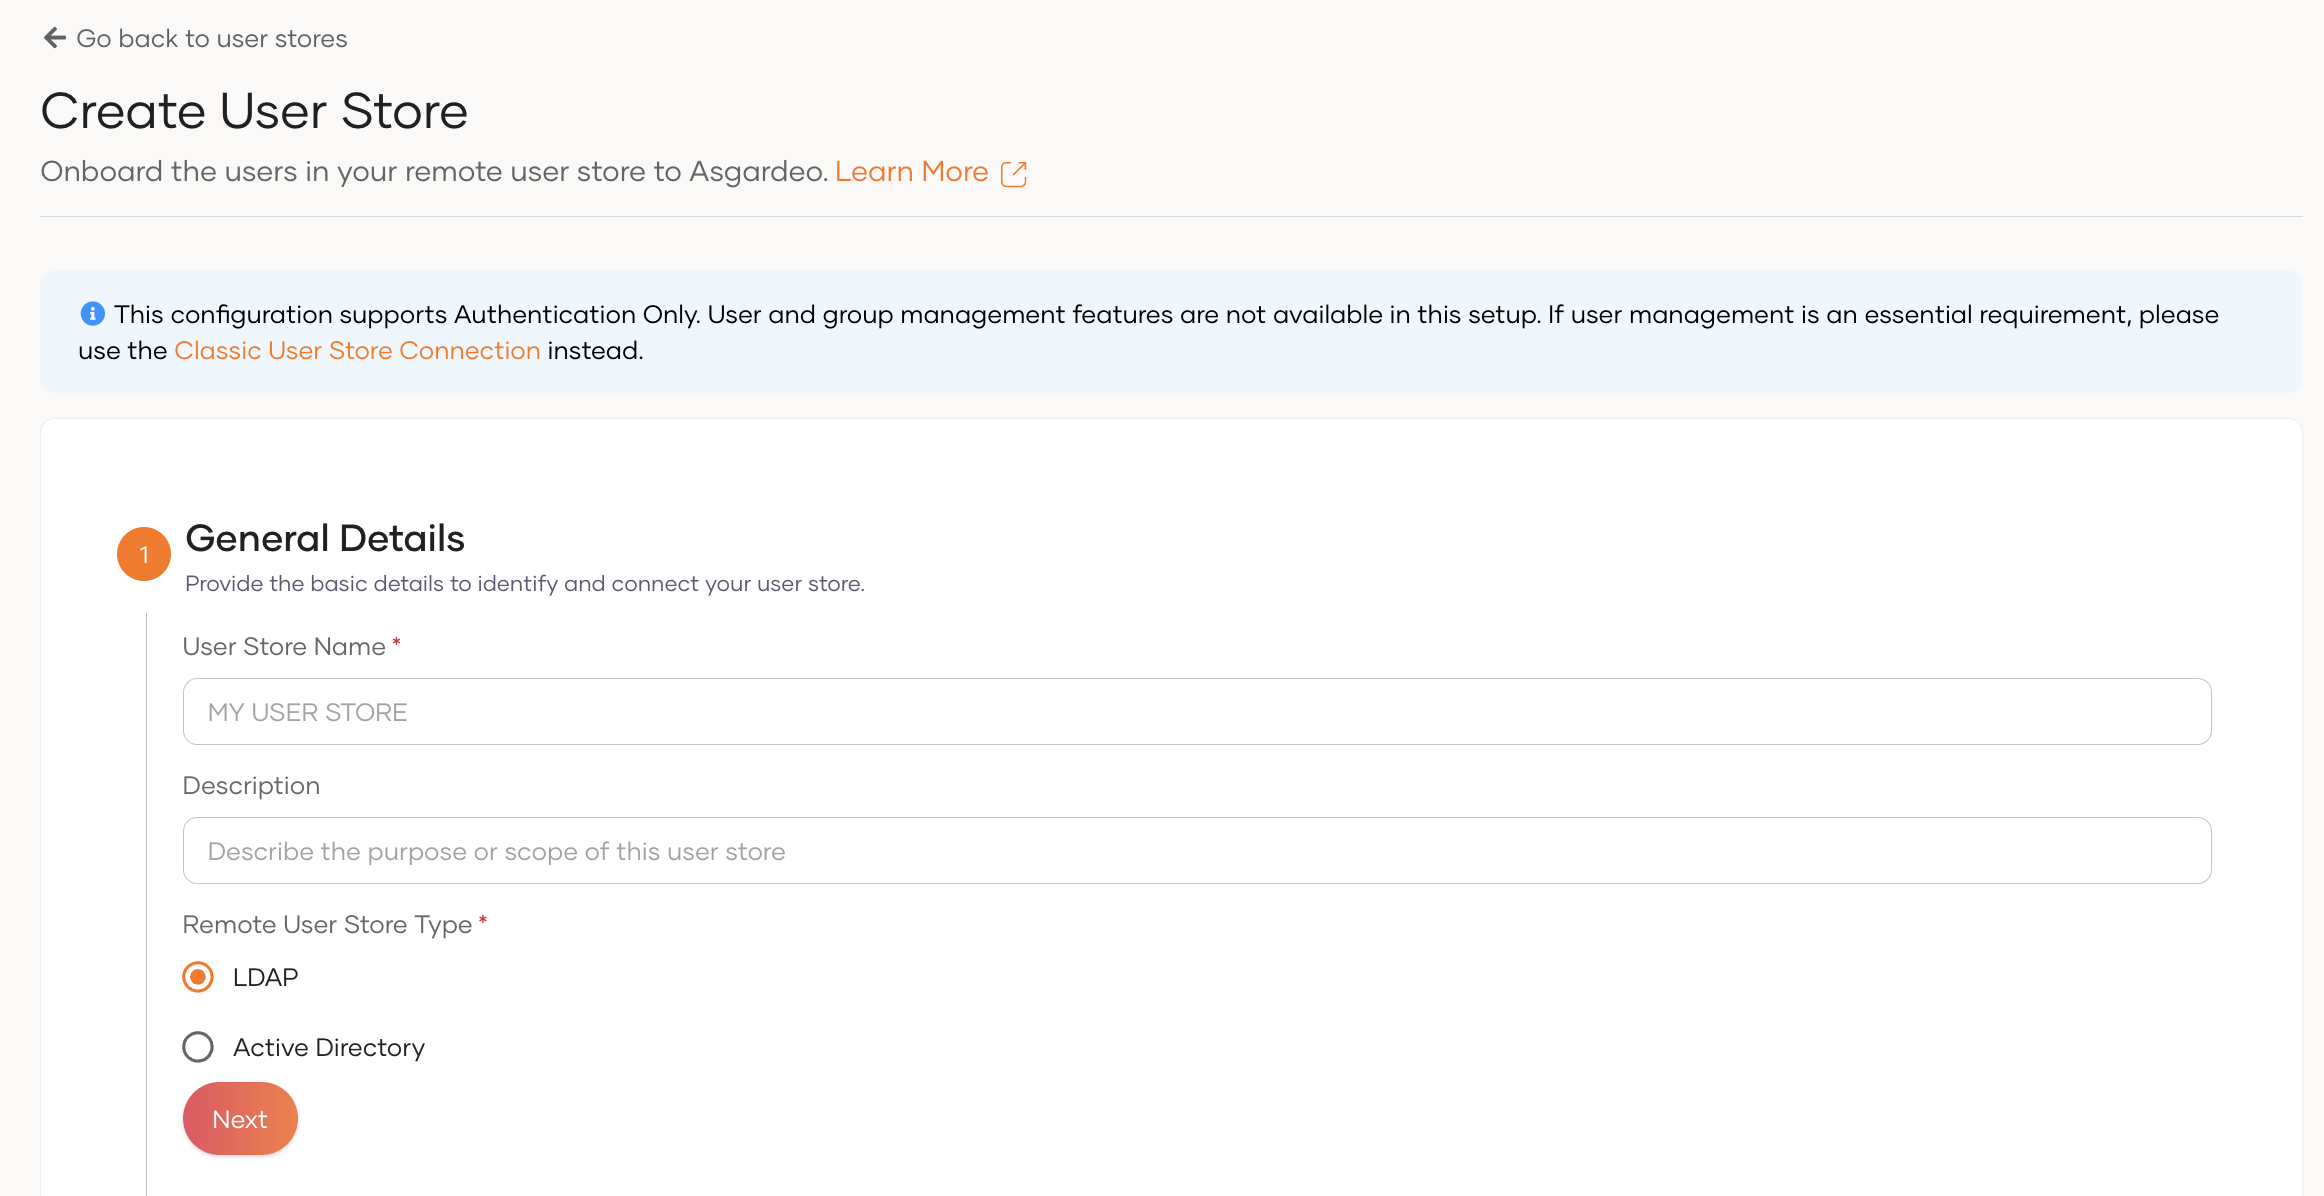 Go back to user stores
Create User Store
Onboard the users in your remote user store to Asgardeo. Learn More
This configuration supports Authentication Only. User and group management features are not available in this setup. If user management is an essential requirement, please
use the Classic User Store Connection instead.
1
General Details
Provide the basic details to identify and connect your user store.
User Store Name *
MY USER STORE
Description
Describe the purpose or scope of this user store
Remote User Store Type *
LDAP
Active Directory
Next